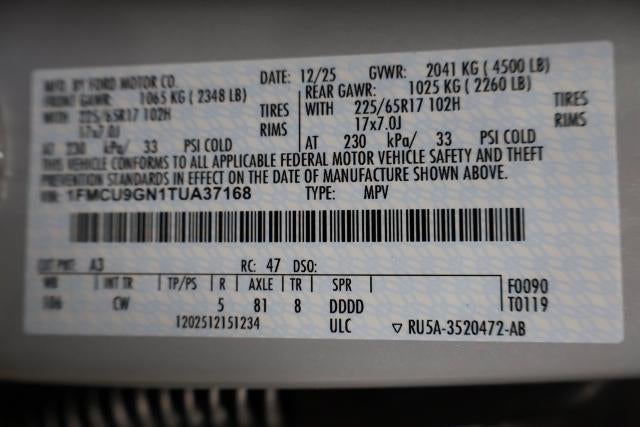 MFD. BY FORD MOTOR CO. DATE: 12/25 GVWR: 2041 KG ( 4500 LB)
FRONT GAWR: 1065 KG ( 2348 LB) REAR GAWR: 1025 KG ( 2260 LB)
WITH 225/65R17 102H TIRES WITH 225/65R17 102H TIRES
17x7.0J RIMS 17x7.0J RIMS
AT 230 kPa/ 33 PSI COLD AT 230 kPa/ 33 PSI COLD
THIS VEHICLE CONFORMS TO ALL APPLICABLE FEDERAL MOTOR VEHICLE SAFETY AND THEFT
PREVENTION STANDARDS IN EFFECT ON THE DATE OF MANUFACTURE SHOWN ABOVE.
VIN: 1FMCU9GN1TUA37168 TYPE: MPV
EXT PNT: A3 RC: 47 DSO:
WB INT TR TP/PS R AXLE TR SPR F0090
106 CW 5 81 8 DDDD T0119
1202512151234 ULC ▽ RU5A-3520472-AB